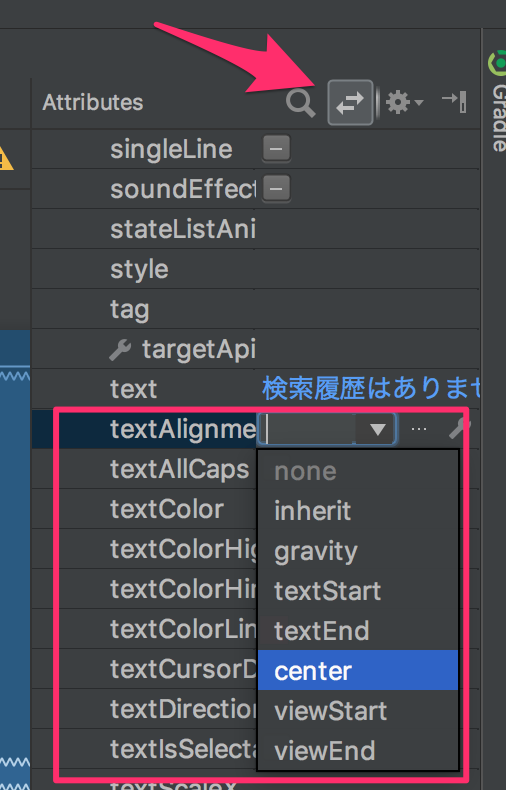 Attributes
Gradle
singleLine
soundEffect
stateListAni
style
tag
targetApi
text 検索履歴はありませ
textAlignme
textAllCaps
textColor
textColorHig
textColorHin
textColorLin
textCursorD
textDirection
textIsSelecta
textScaleX
none
inherit
gravity
textStart
textEnd
center
viewStart
viewEnd